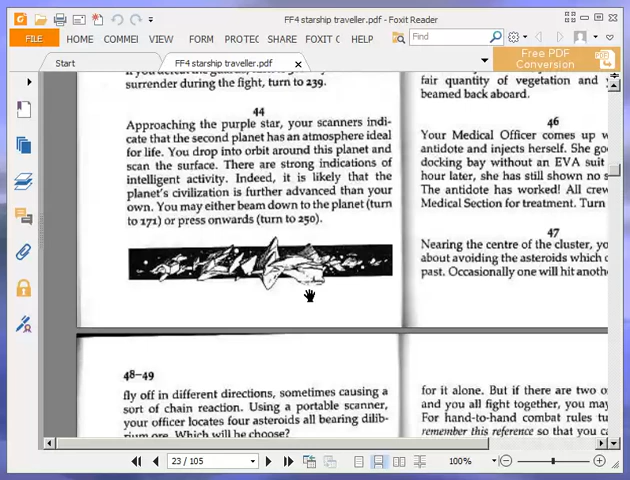 FF4 starship traveller.pdf - Foxit Reader
FILE HOME COMMEI VIEW FORM PROTEC SHARE FOXIT C HELP Find
Start FF4 starship traveller.pdf Free PDF Conversion
surrender during the fight, turn to 239.
44
Approaching the purple star, your scanners indi-
cate that the second planet has an atmosphere ideal
for life. You drop into orbit around this planet and
scan the surface. There are strong indications of
intelligent activity. Indeed, it is likely that the
planet's civilization is further advanced than your
own. You may either beam down to the planet (turn
to 171) or press onwards (turn to 250).
fair quantity of vegetation and
beamed back aboard.
46
Your Medical Officer comes up w
antidote and injects herself. She go
docking bay without an EVA suit
hour later, she has still shown no s
The antidote has worked! All crew
Medical Section for treatment. Turn
47
Nearing the centre of the cluster, yo
about avoiding the asteroids which
past. Occasionally one will hit anoth
48–49
fly off in different directions, sometimes causing a
sort of chain reaction. Using a portable scanner,
your officer locates four asteroids all bearing dilib-
rium ore. Which will he choose?
for it alone. But if there are two o
and you all fight together, you may
For hand-to-hand combat rules tu
remember this reference so that you ca
23 / 105 100%